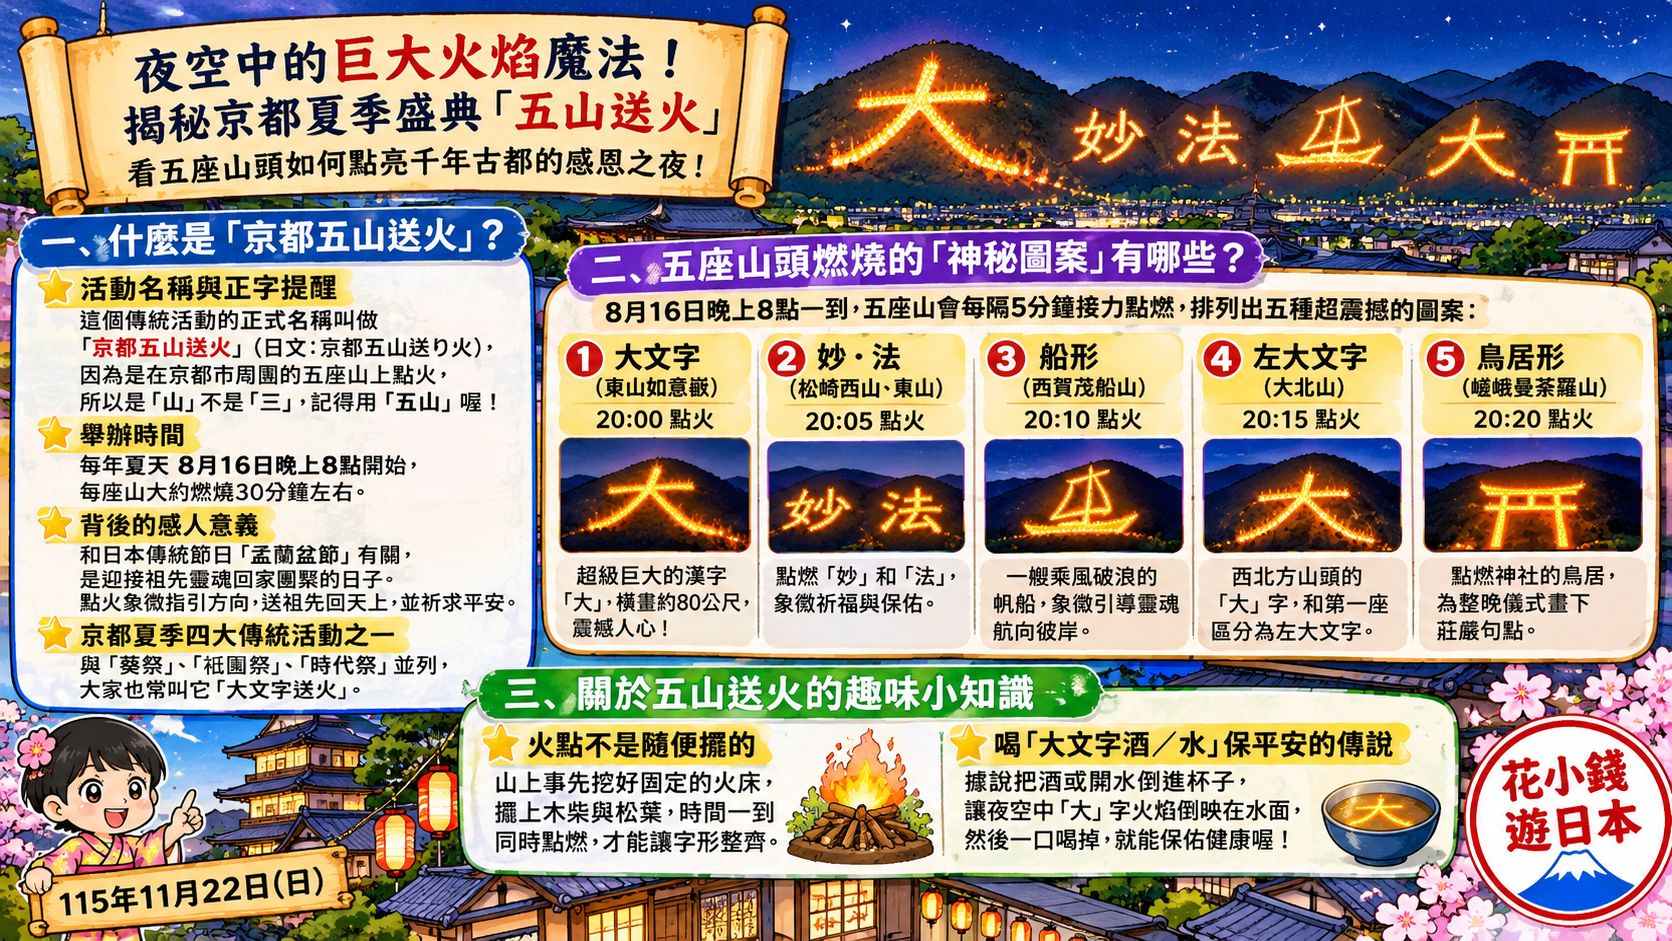 夜空中的巨大火焰魔法！
揭秘京都夏季盛典「五山送火」
看五座山頭如何點亮千年古都的感恩之夜！
大 妙 法 大
一、什麼是「京都五山送火」？
活動名稱與正字提醒
這個傳統活動的正式名稱叫做
「京都五山送火」（日文：京都五山送り火），
因為是在京都市周圍的五座山上點火，
所以是「山」不是「三」，記得用「五山」喔！
舉辦時間
每年夏天 8月16日晚上8點開始，
每座山大約燃燒30分鐘左右。
背後的感人意義
和日本傳統節日「盂蘭盆節」有關，
是迎接祖先靈魂回家團聚的日子。
點火象徵指引方向，送祖先回天上，並祈求平安。
京都夏季四大傳統活動之一
與「葵祭」、「祇園祭」、「時代祭」並列，
大家也常叫它「大文字送火」。
二、五座山頭燃燒的「神秘圖案」有哪些？
8月16日晚上8點一到，五座山會每隔5分鐘接力點燃，排列出五種超震撼的圖案：
1 大文字
（東山如意嶽）
20:00 點火
大
超級巨大的漢字
「大」，橫畫約80公尺，
震撼人心！
2 妙・法
（松崎西山、東山）
20:05 點火
妙 法
點燃「妙」和「法」，
象徵祈福與保佑。
3 船形
（西賀茂船山）
20:10 點火
一艘乘風破浪的
帆船，象徵引導靈魂
航向彼岸。
4 左大文字
（大北山）
20:15 點火
大
西北方山頭的
「大」字，和第一座
區分為左大文字。
5 鳥居形
（嵯峨曼荼羅山）
20:20 點火
點燃神社的鳥居，
為整晚儀式畫下
莊嚴句點。
三、關於五山送火的趣味小知識
火點不是隨便擺的
山上事先挖好固定的火床，
擺上木柴與松葉，時間一到
同時點燃，才能讓字形整齊。
喝「大文字酒／水」保平安的傳說
據說把酒或開水倒進杯子，
讓夜空中「大」字火焰倒映在水面，
然後一口喝掉，就能保佑健康喔！
大
115年11月22日(日)
花小錢
遊日本